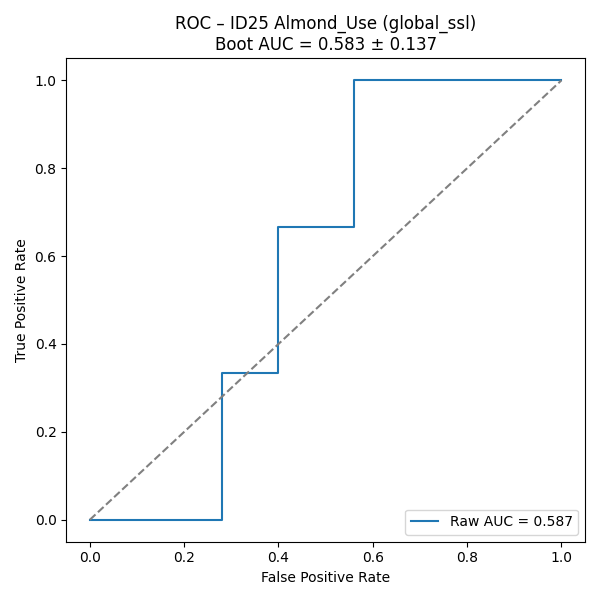 ROC – ID25 Almond_Use (global_ssl)
Boot AUC = 0.583 ± 0.137
True Positive Rate
1.0
0.8
0.6
0.4
0.2
0.0
Raw AUC = 0.587
0.0 0.2 0.4 0.6 0.8 1.0
False Positive Rate